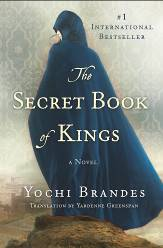 #1
INTERNATIONAL
BESTSELLER
The
SECRET BOOK
of KINGS
A NOVEL
YOCHI BRANDES
TRANSLATION BY YARDENNE GREENSPAN